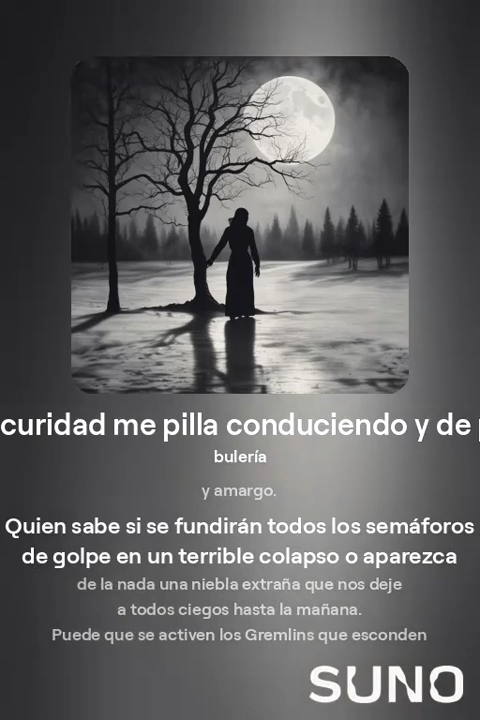 curidad me pilla conduciendo y de
bulería
y amargo.
Quien sabe si se fundirán todos los semáforos
de golpe en un terrible colapso o aparezca
de la nada una niebla extraña que nos deje
a todos ciegos hasta la mañana.
Puede que se activen los Gremlins que esconden
SUNO